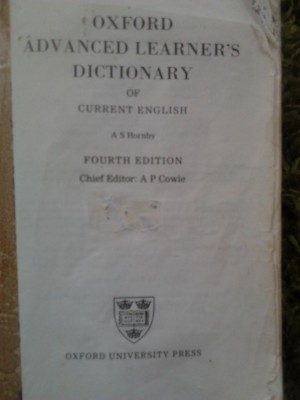 OXFORD
ADVANCED LEARNER'S
DICTIONARY
OF
CURRENT ENGLISH
A S Hornby
FOURTH EDITION
Chief Editor: A P Cowie
OXFORD UNIVERSITY PRESS